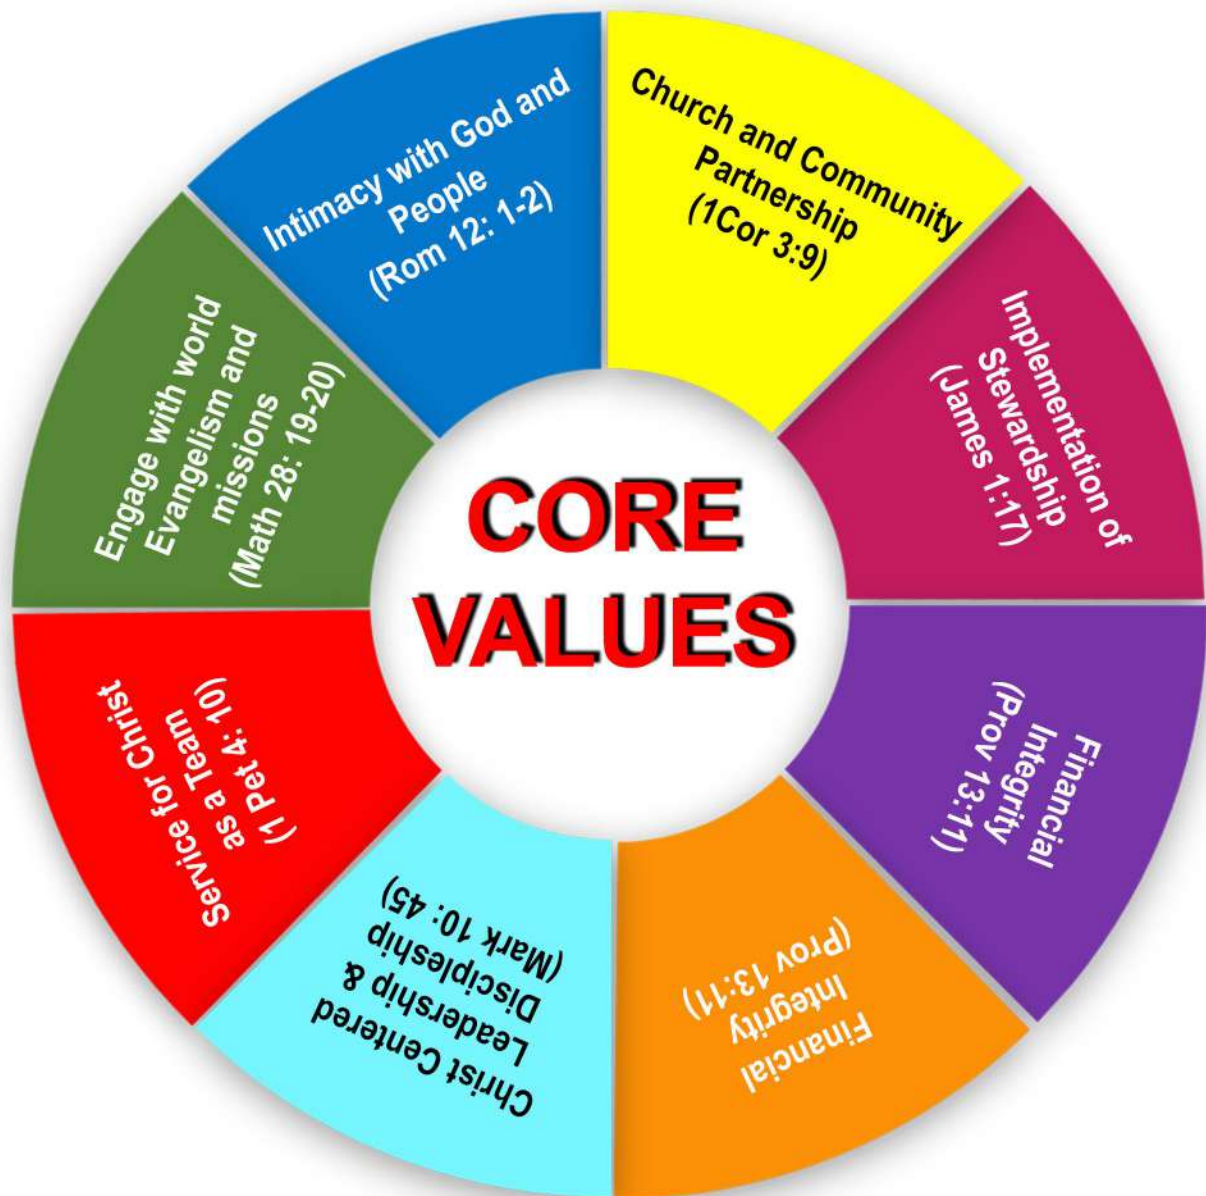 Church and Community
Partnership
(1Cor 3:9)
Implementation of
Stewardship
(James 1:17)
Financial
Integrity
(Prov 13:11)
Financial
Integrity
(Prov 13:11)
Christ Centered
Leadership &
Discipleship
(Mark 10: 45)
Service for Christ
as a Team
(1 Pet 4: 10)
Engage with world
Evangelism and
missions
(Math 28: 19-20)
Intimacy with God and
People
(Rom 12: 1-2)
CORE
VALUES